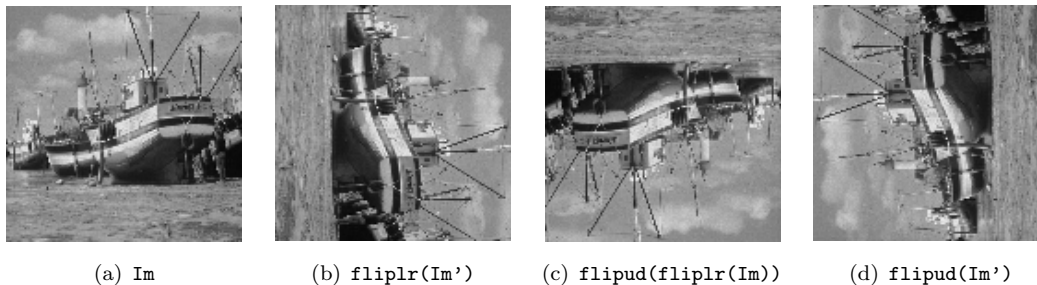 (a) Im
(b) fliplr(Im')
(c) flipud(fliplr(Im))
(d) flipud(Im')